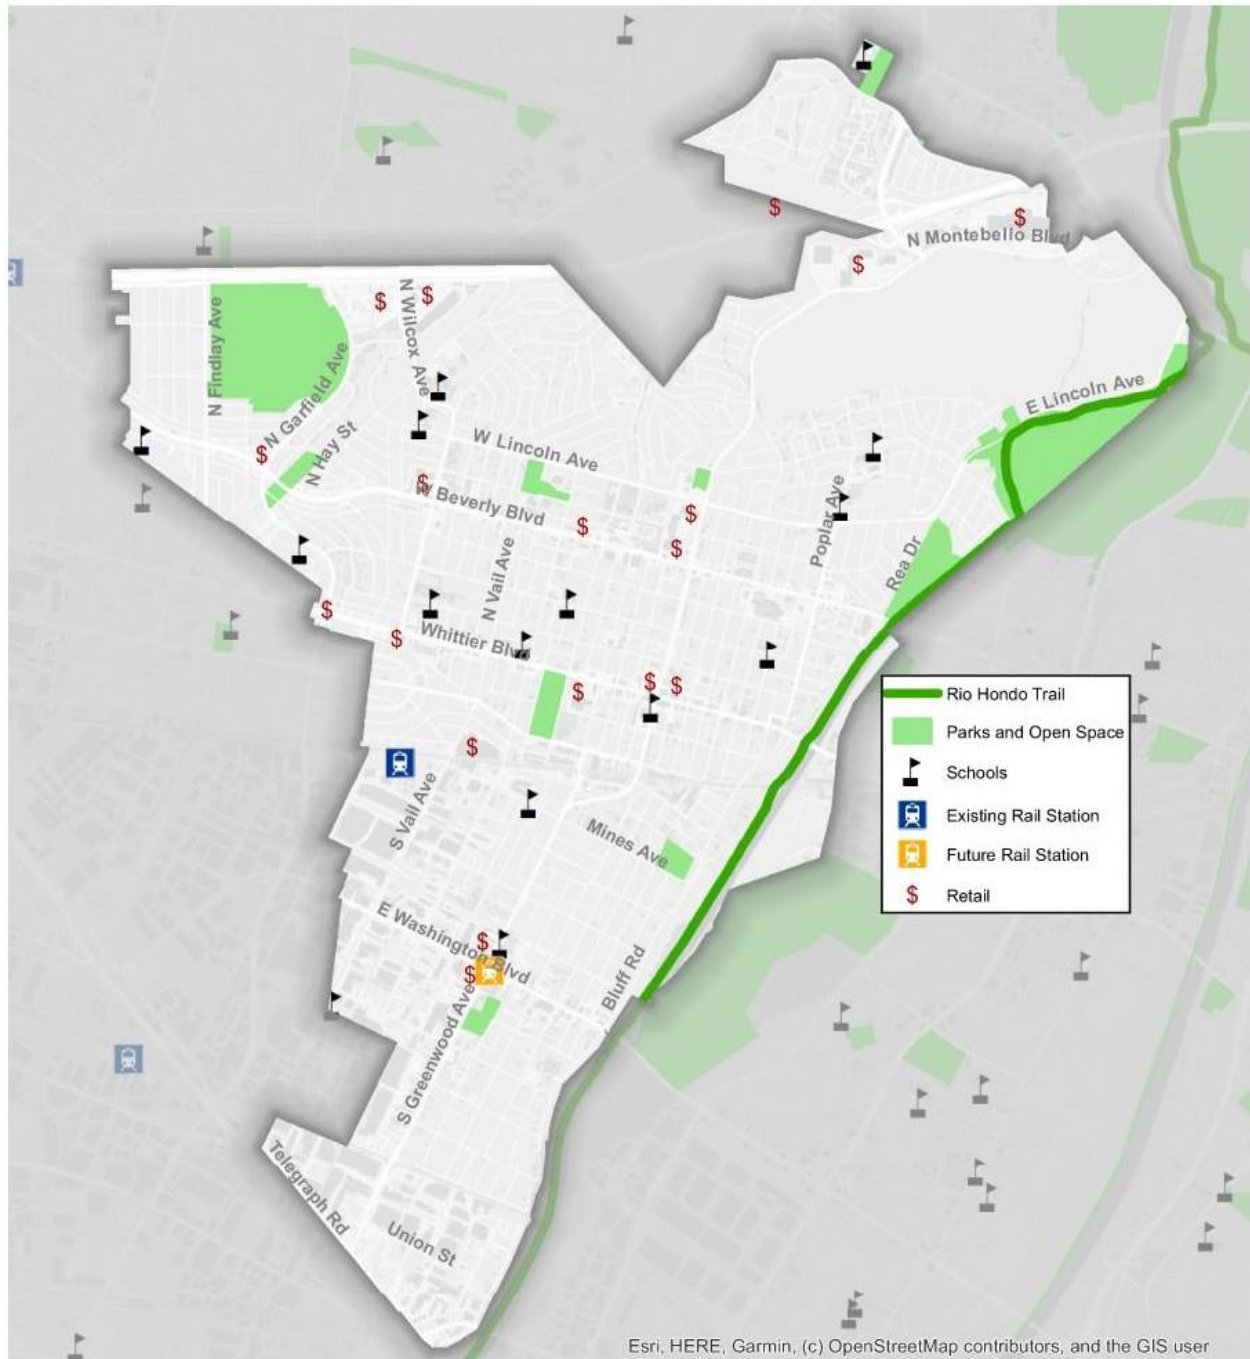 N Montebello Blvd
N Findlay Ave
N Wilcox Ave
N Garfield Ave
N Hay St
E Lincoln Ave
W Lincoln Ave
W Beverly Blvd
Poplar Ave
Rea Dr
N Vail Ave
Whittier Blvd
Rio Hondo Trail
Parks and Open Space
Schools
Existing Rail Station
Future Rail Station
$ Retail
S Vail Ave
Mines Ave
E Washington Blvd
Bluff Rd
S Greenwood Ave
Telegraph Rd
Union St
Esri, HERE, Garmin, (c) OpenStreetMap contributors, and the GIS user